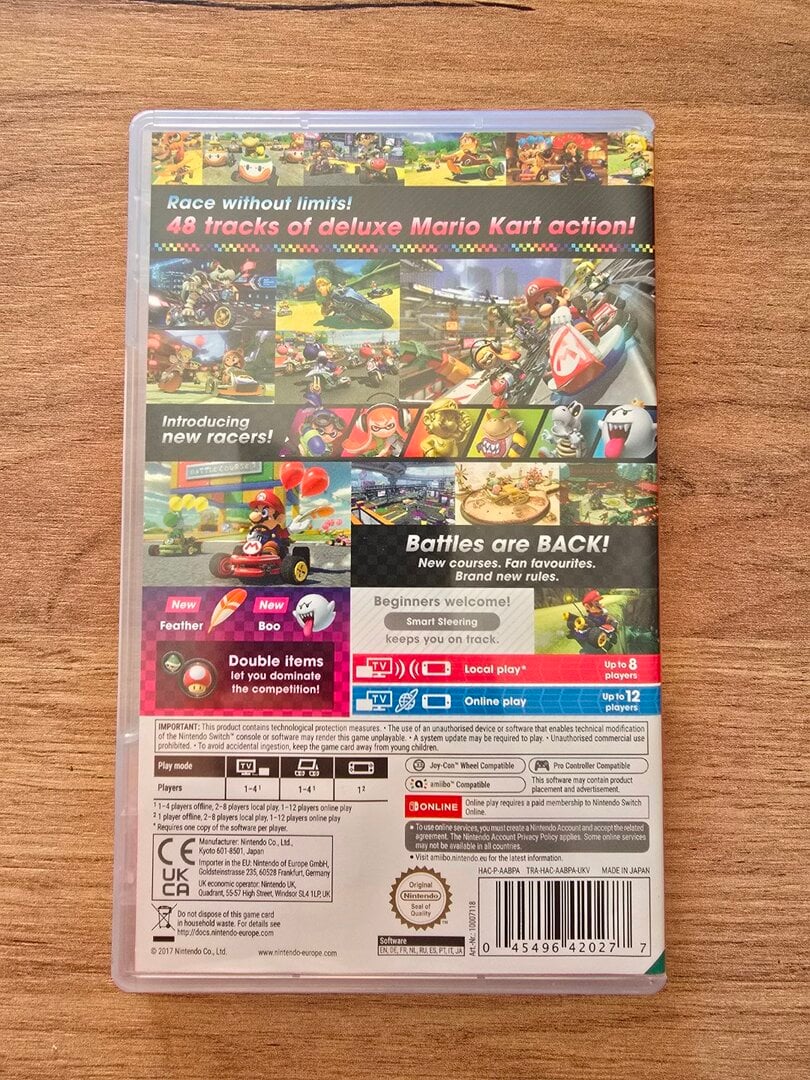 Race without limits!
48 tracks of deluxe Mario Kart action!
Introducing
new racers!
BATTLE COURSE 1
Battles are BACK!
New courses. Fan favourites.
Brand new rules.
New
Feather
New
Boo
Double items
let you dominate
the competition!
Beginners welcome!
Smart Steering
keeps you on track.
TV
Local play*
Up to 8
players
TV
Online play
Up to 12
players
IMPORTANT: This product contains technological protection measures. • The use of an unauthorised device or software that enables technical modification
of the Nintendo Switch™ console or software may render this game unplayable. • A system update may be required to play. • Unauthorised commercial use
prohibited. • To avoid accidental ingestion, keep the game card away from young children.
Play mode
TV
Players
1–4¹
1–4¹
1²
¹ 1–4 players offline, 2–8 players local play, 1–12 players online play
² 1 player offline, 2–8 players local play, 1–12 players online play
* Requires one copy of the software per player.
Joy-Con™ Wheel Compatible
Pro Controller Compatible
amiibo™ Compatible
This software may contain product
placement and advertisement.
ONLINE
Online play requires a paid membership to Nintendo Switch
Online.
• To use online services, you must create a Nintendo Account and accept the related
agreement. The Nintendo Account Privacy Policy applies. Some online services
may not be available in all countries.
• Visit amiibo.nintendo.eu for the latest information.
CE
UK
CA
Manufacturer: Nintendo Co., Ltd.,
Kyoto 601-8501, Japan
Importer in the EU: Nintendo of Europe GmbH,
Goldsteinstrasse 235, 60528 Frankfurt, Germany
UK economic operator: Nintendo UK,
Quadrant, 55-57 High Street, Windsor SL4 1LP, UK
Do not dispose of this game card
in household waste. For details see
http://docs.nintendo-europe.com
© 2017 Nintendo Co., Ltd.
www.nintendo-europe.com
Original
Nintendo
Seal of
Quality
TM
Software
EN, DE, FR, NL, RU, ES, PT, IT, JA
Art.-Nr.: 10007118
HAC-P-AABPA TRA-HAC-AABPA-UKV MADE IN JAPAN
0 45496 42027 7